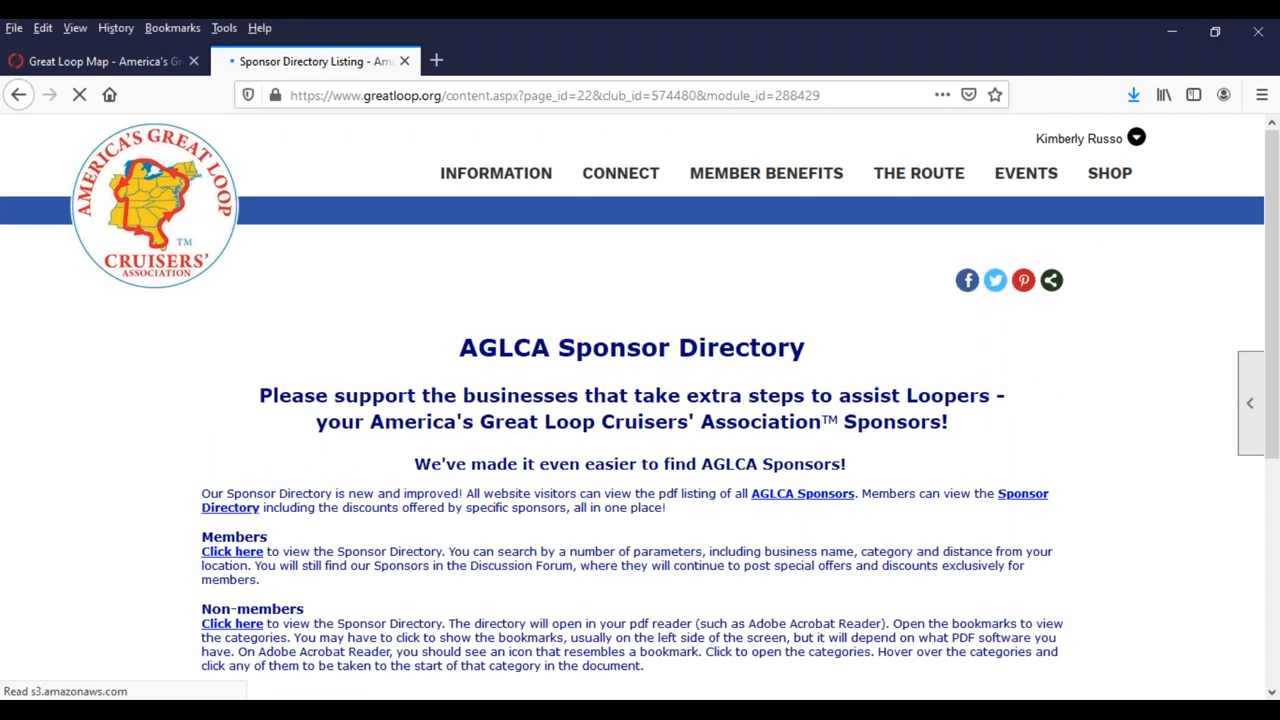 File Edit View History Bookmarks Tools Help
Great Loop Map - America's Gr
Sponsor Directory Listing - Am
https://www.greatloop.org/content.aspx?page_id=22&club_id=574480&module_id=288429
AMERICA'S GREAT LOOP
CRUISERS'
ASSOCIATION
TM
Kimberly Russo
INFORMATION CONNECT MEMBER BENEFITS THE ROUTE EVENTS SHOP
AGLCA Sponsor Directory
Please support the businesses that take extra steps to assist Loopers -
your America's Great Loop Cruisers' Association™ Sponsors!
We've made it even easier to find AGLCA Sponsors!
Our Sponsor Directory is new and improved! All website visitors can view the pdf listing of all AGLCA Sponsors. Members can view the Sponsor
Directory including the discounts offered by specific sponsors, all in one place!
Members
Click here to view the Sponsor Directory. You can search by a number of parameters, including business name, category and distance from your
location. You will still find our Sponsors in the Discussion Forum, where they will continue to post special offers and discounts exclusively for
members.
Non-members
Click here to view the Sponsor Directory. The directory will open in your pdf reader (such as Adobe Acrobat Reader). Open the bookmarks to view
the categories. You may have to click to show the bookmarks, usually on the left side of the screen, but it will depend on what PDF software you
have. On Adobe Acrobat Reader, you should see an icon that resembles a bookmark. Click to open the categories. Hover over the categories and
click any of them to be taken to the start of that category in the document.
Read s3.amazonaws.com